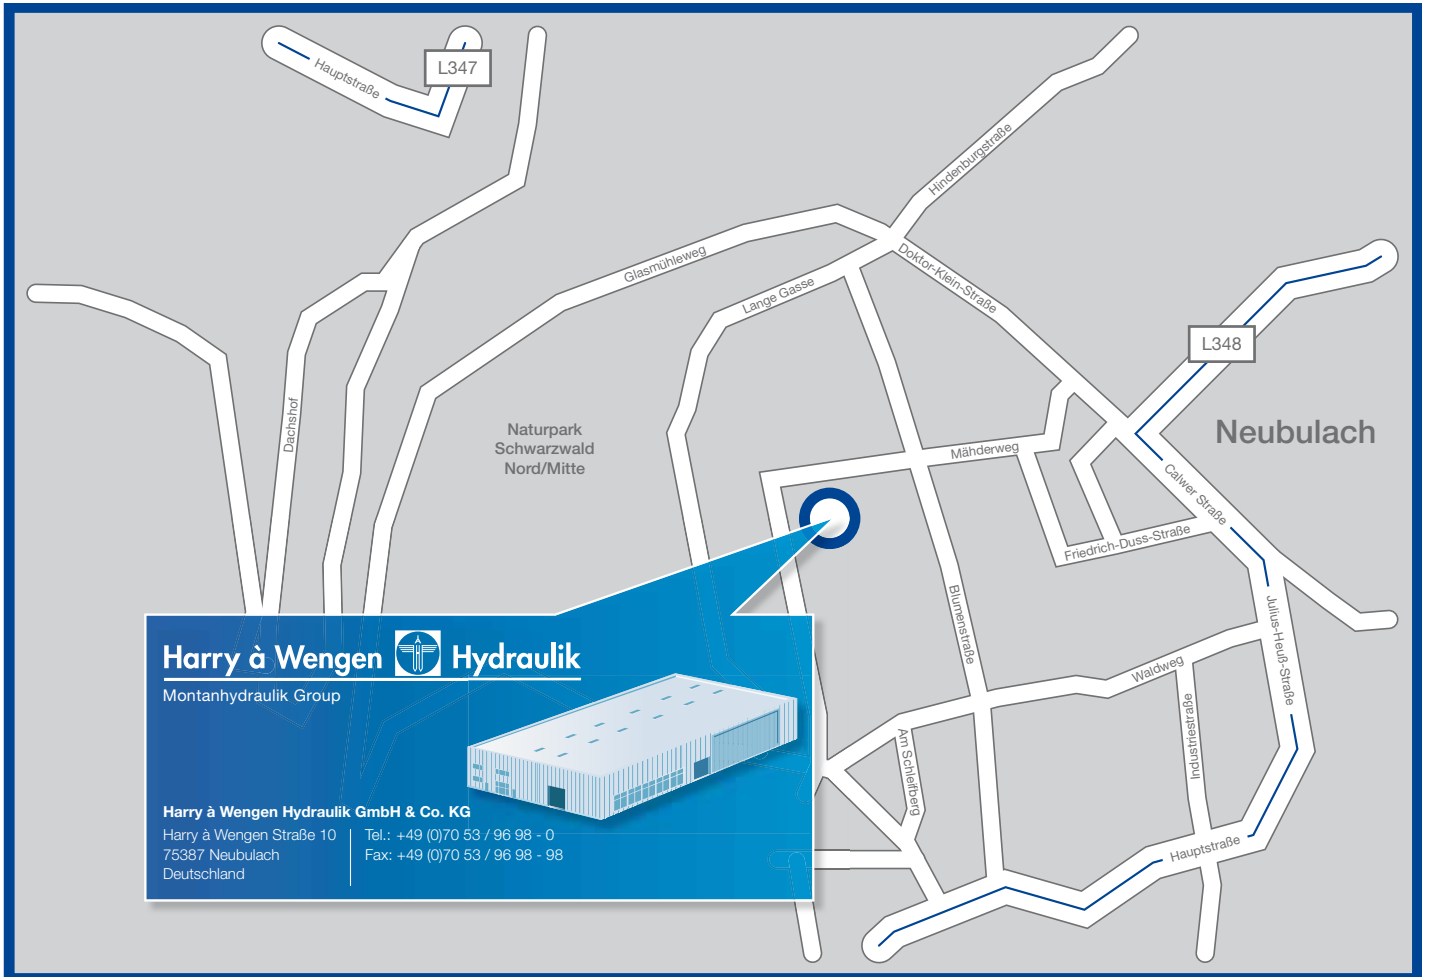 Hauptstraße
L347
Hindenburgstraße
Glasmühleweg
Doktor-Klein-Straße
Lange Gasse
L348
Dachshof
Naturpark
Schwarzwald
Nord/Mitte
Neubulach
Mähderweg
Calwer Straße
Friedrich-Duss-Straße
Blumenstraße
Julius-Heuß-Straße
Waldweg
Industriestraße
Am Schleifberg
Hauptstraße
Harry à Wengen Hydraulik
Montanhydraulik Group
Harry à Wengen Hydraulik GmbH & Co. KG
Harry à Wengen Straße 10
75387 Neubulach
Deutschland
Tel.: +49 (0)70 53 / 96 98 - 0
Fax: +49 (0)70 53 / 96 98 - 98